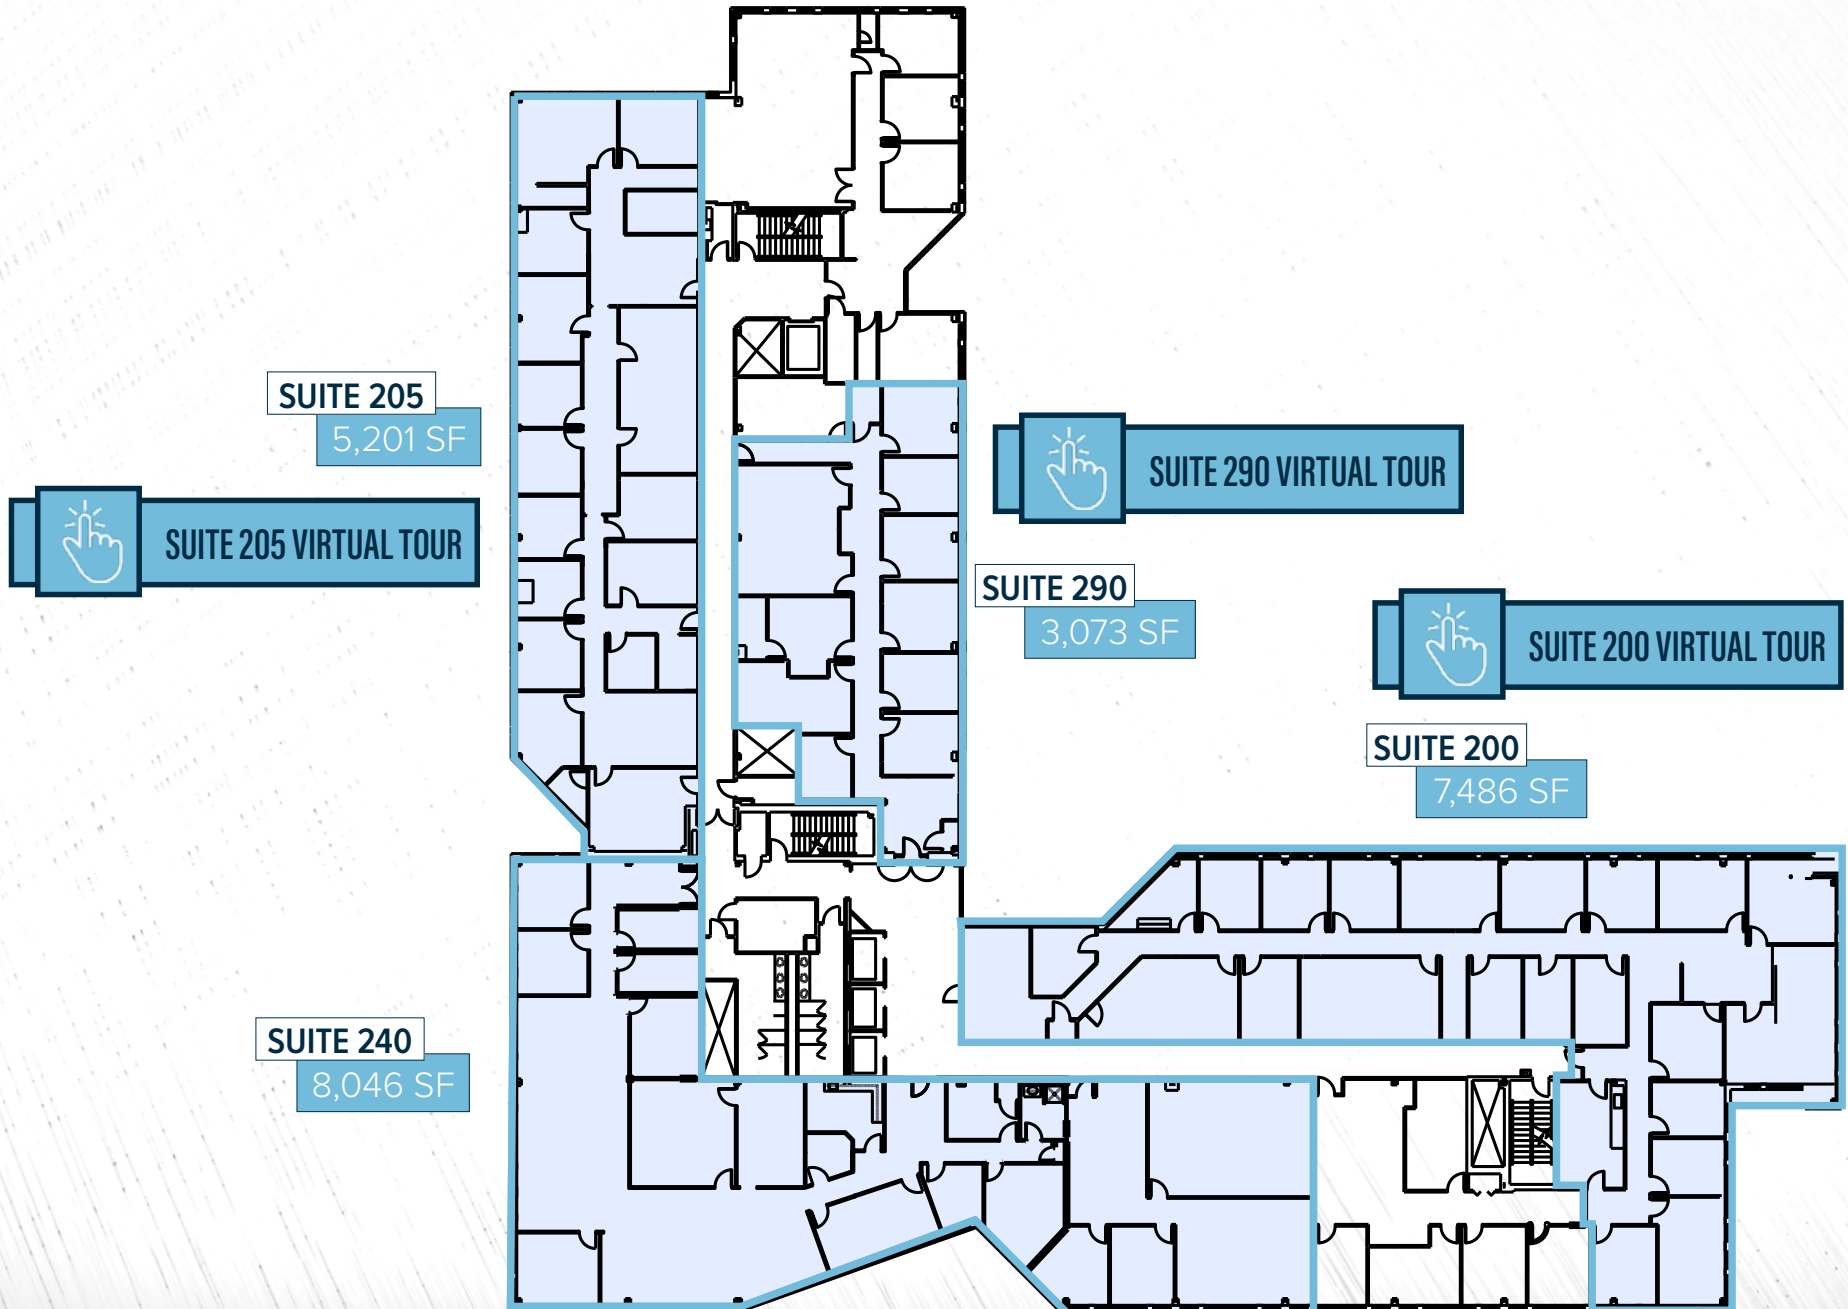 SUITE 205
5,201 SF
SUITE 205 VIRTUAL TOUR
SUITE 290 VIRTUAL TOUR
SUITE 290
3,073 SF
SUITE 200 VIRTUAL TOUR
SUITE 200
7,486 SF
SUITE 240
8,046 SF